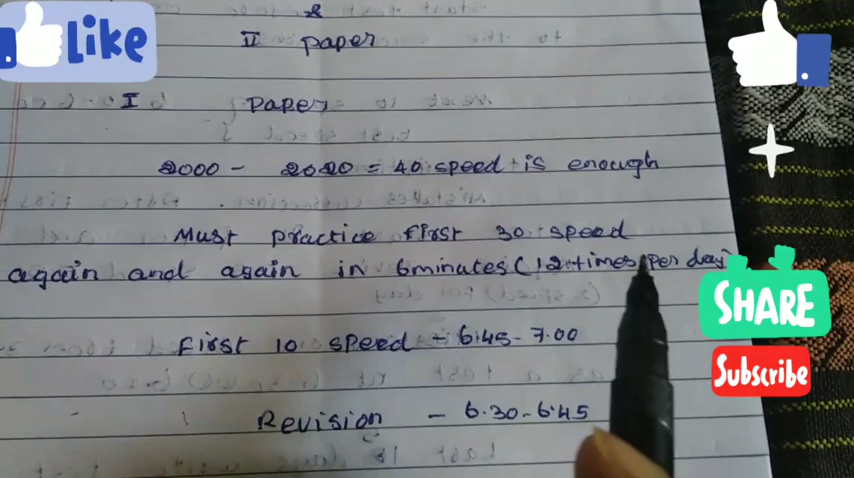 &
Like
II paper
I paper
2000 - 2020 = 40 speed is enough
Must practice first 30 speed
again and again in 6minutes (12 times per day)
SHARE
First 10 speed - 6.45-7.00
Subscribe
Revision - 6.30-6.45